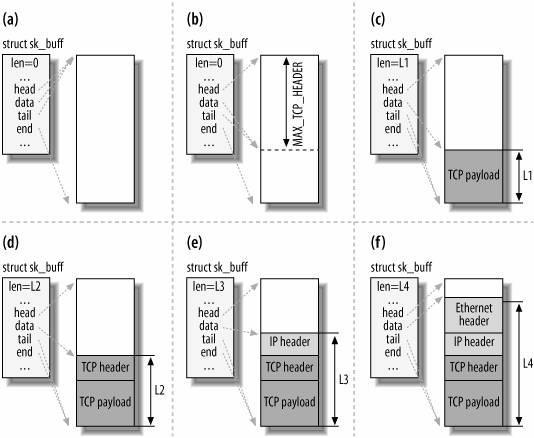 (a)
struct sk_buff
len=0
...
head
data
tail
end
...
(b)
struct sk_buff
len=0
...
head
data
tail
end
...
MAX_TCP_HEADER
(c)
struct sk_buff
len=L1
...
head
data
tail
end
...
TCP payload
L1
(d)
struct sk_buff
len=L2
...
head
data
tail
end
...
TCP header
TCP payload
L2
(e)
struct sk_buff
len=L3
...
head
data
tail
end
...
IP header
TCP header
TCP payload
L3
(f)
struct sk_buff
len=L4
...
head
data
tail
end
...
Ethernet
header
IP header
TCP header
TCP payload
L4